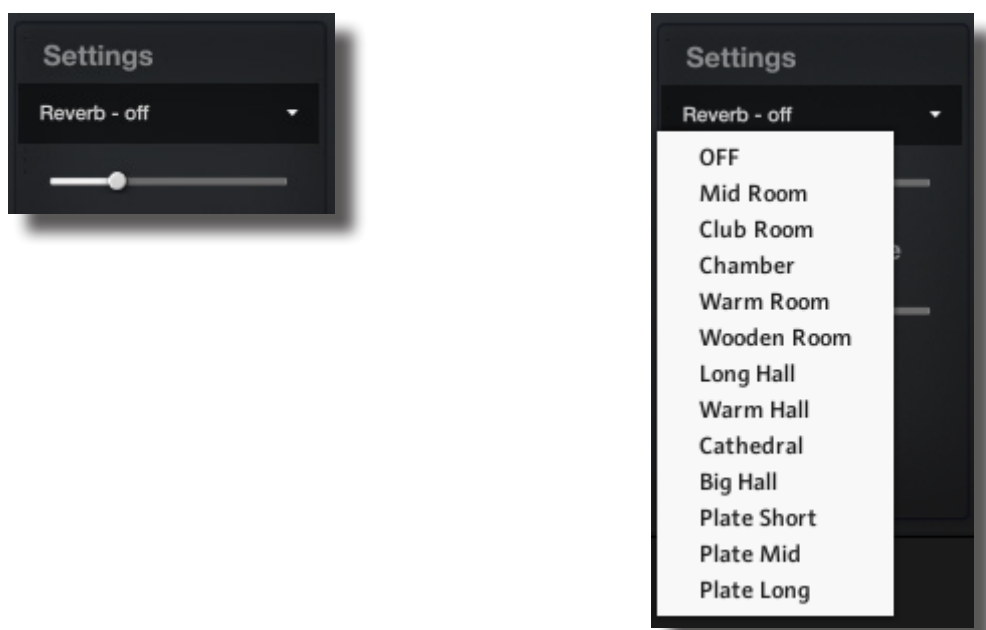 Settings
Reverb - off
Settings
Reverb - off
OFF
Mid Room
Club Room
Chamber
Warm Room
Wooden Room
Long Hall
Warm Hall
Cathedral
Big Hall
Plate Short
Plate Mid
Plate Long